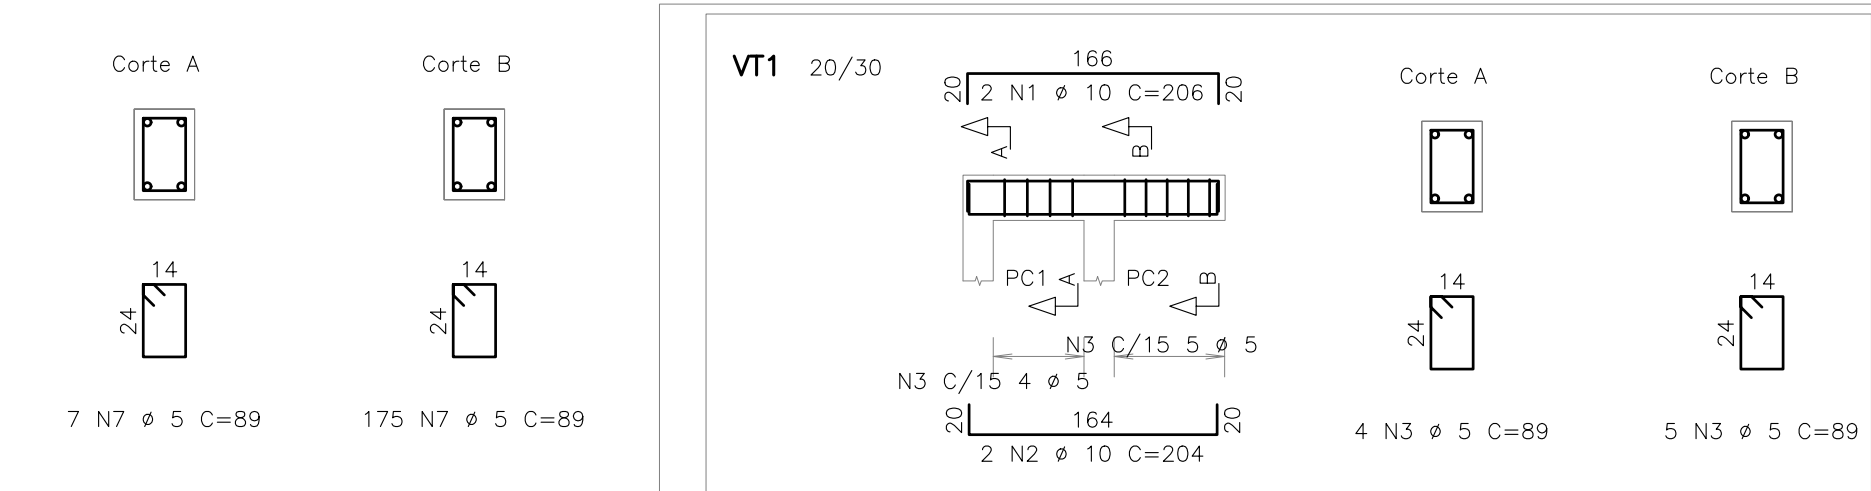 Corte A
14
24
7 N7 ø 5 C=89
Corte B
14
24
175 N7 ø 5 C=89
VT1 20/30
166
20 2 N1 ø 10 C=206 20
A B
PC1 A PC2 B
N3 C/15 5 ø 5
N3 C/15 4 ø 5
20 164 20
2 N2 ø 10 C=204
Corte A
14
24
4 N3 ø 5 C=89
Corte B
14
24
5 N3 ø 5 C=89